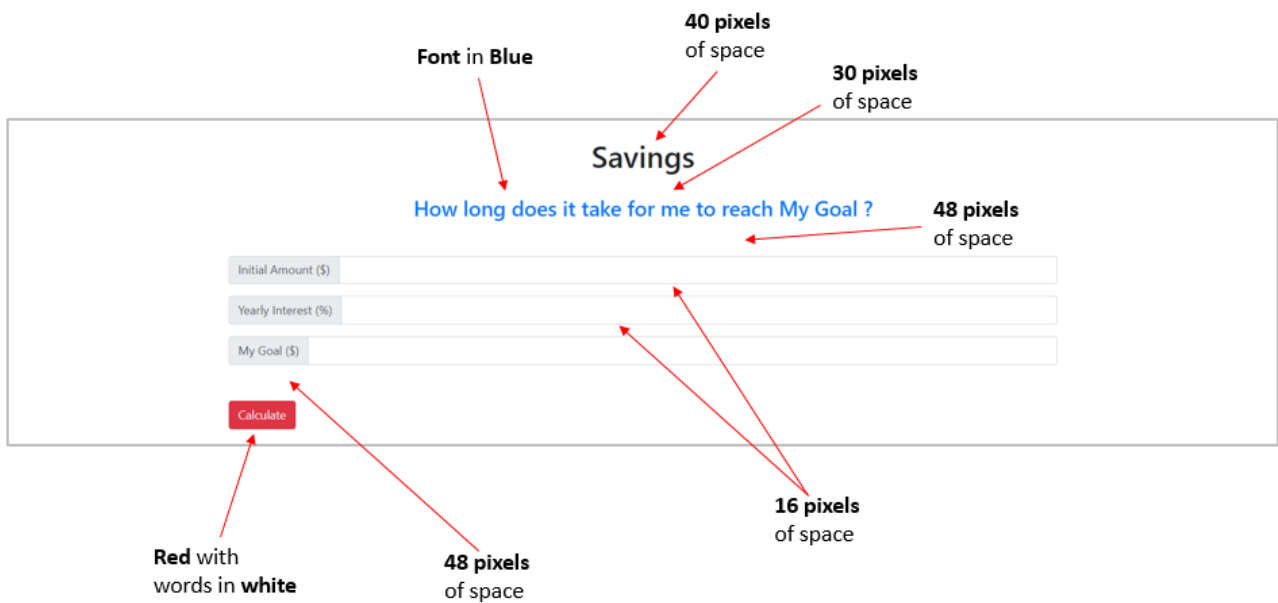 40 pixels
of space
Font in Blue
30 pixels
of space
Savings
How long does it take for me to reach My Goal ?
48 pixels
of space
Initial Amount ($)
Yearly Interest (%)
My Goal ($)
Calculate
16 pixels
of space
Red with
words in white
48 pixels
of space